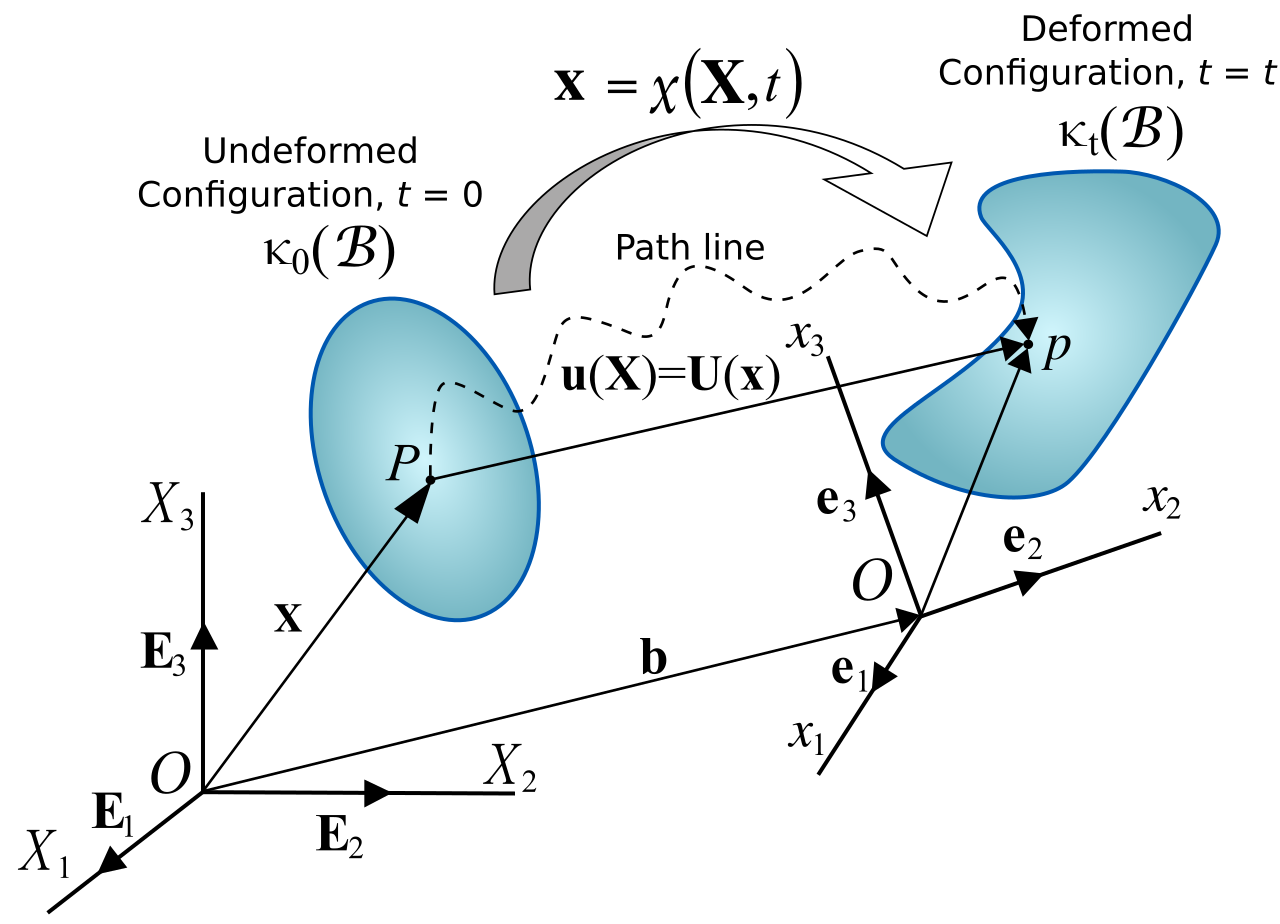 Deformed
Configuration, t = t
κt(ℬ)
x = χ(X,t)
Undeformed
Configuration, t = 0
κ0(ℬ)
Path line
x3
p
u(X)=U(x)
P
X3
e3
x2
e2
O
x
E3
b
e1
x1
O
X2
E1
E2
X1